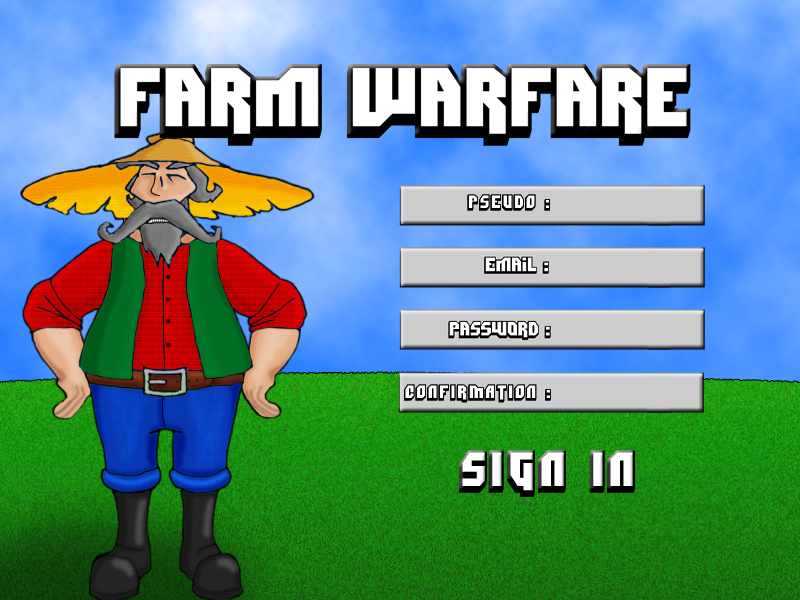 FARM WARFARE
PSEUDO :
EMAIL :
PASSWORD :
CONFIRMATION :
SIGN IN